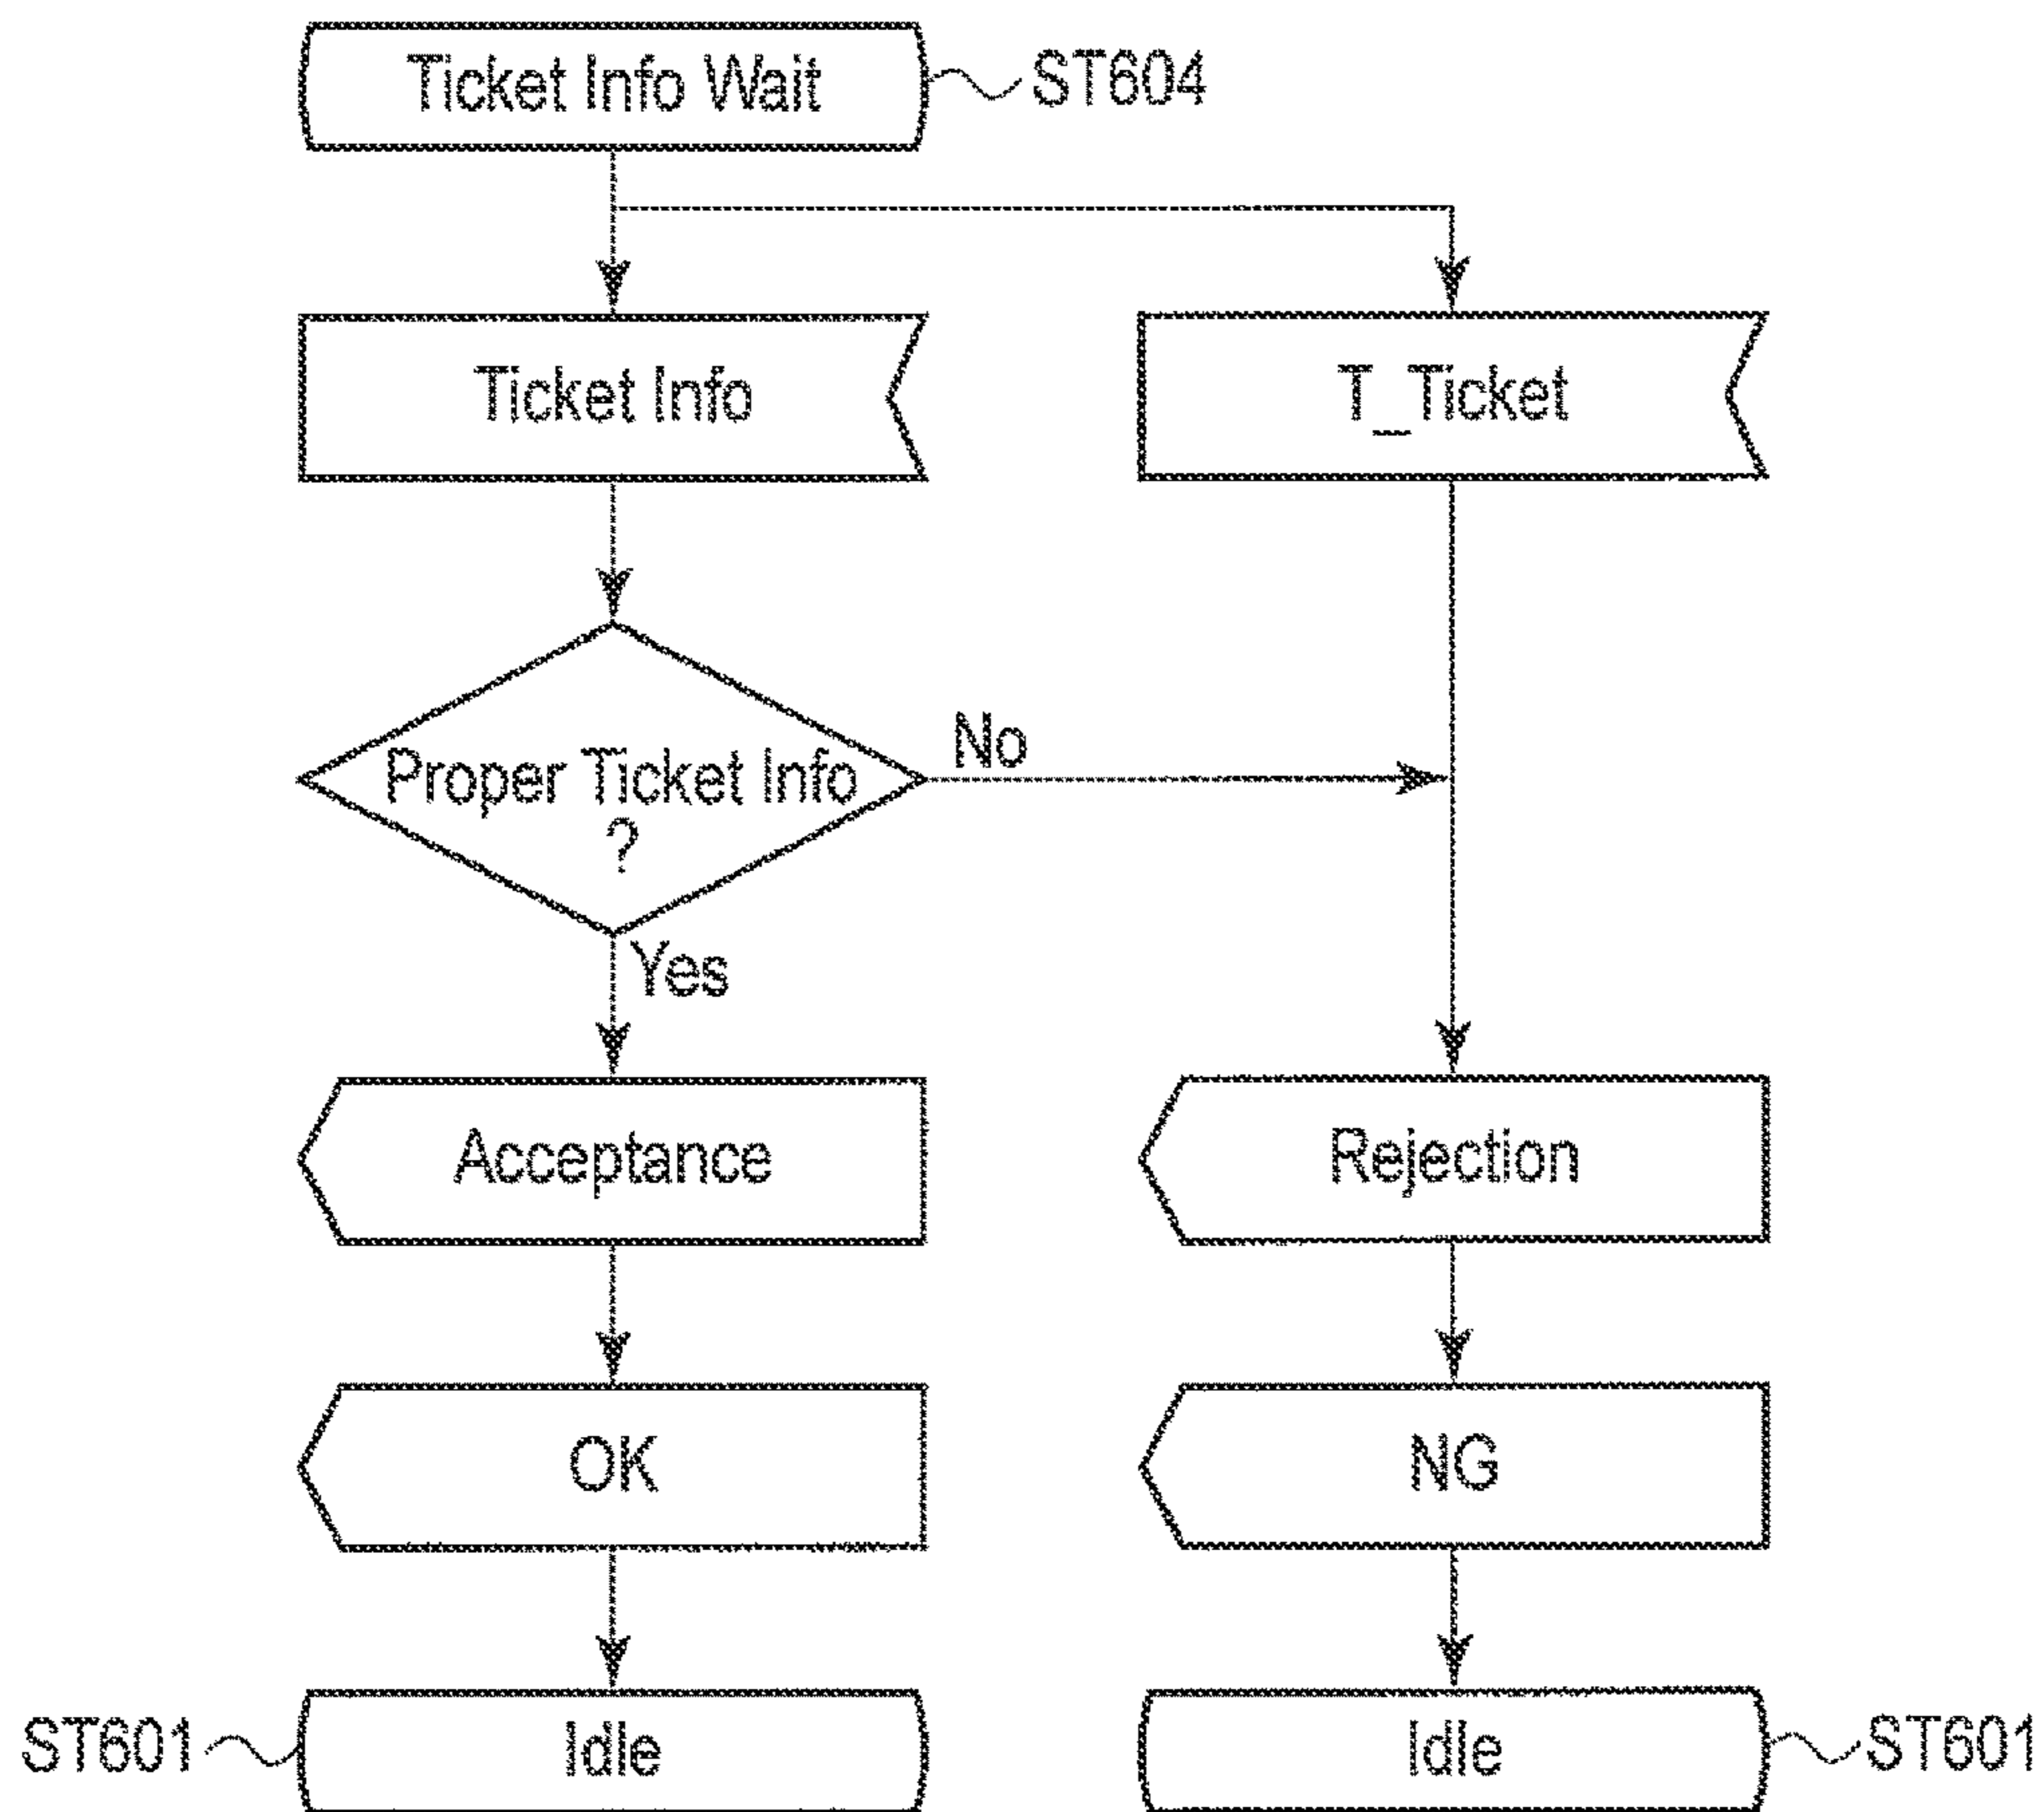 Ticket Info Wait
ST604
Ticket Info
T_Ticket
Proper Ticket Info
?
No
Yes
Acceptance
Rejection
OK
NG
ST601
Idle
Idle
ST601